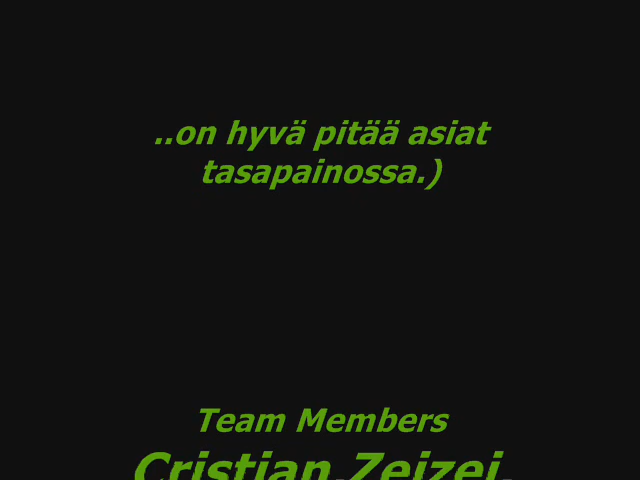 ..on hyvä pitää asiat
tasapainossa.)
Team Members
Cristian,Zeizei,